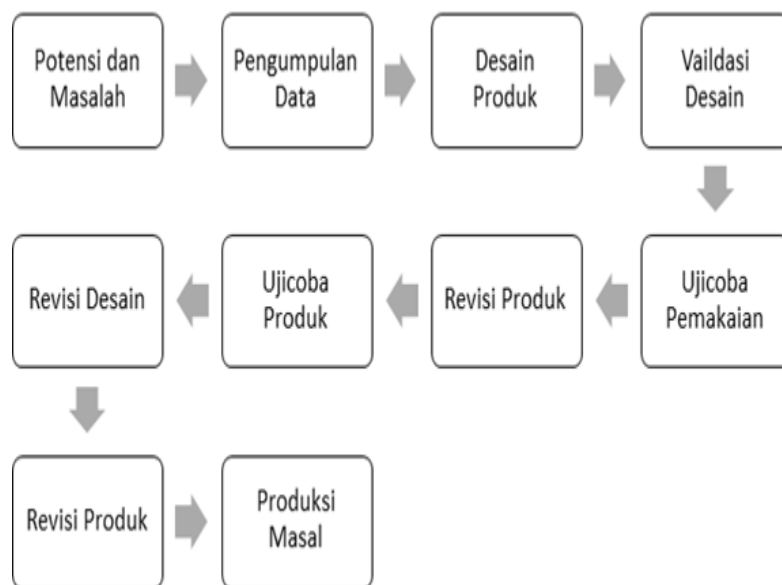 Potensi dan
Masalah
Pengumpulan
Data
Desain
Produk
Vaildasi
Desain
Ujicoba
Pemakaian
Revisi Produk
Ujicoba
Produk
Revisi Desain
Revisi Produk
Produksi
Masal